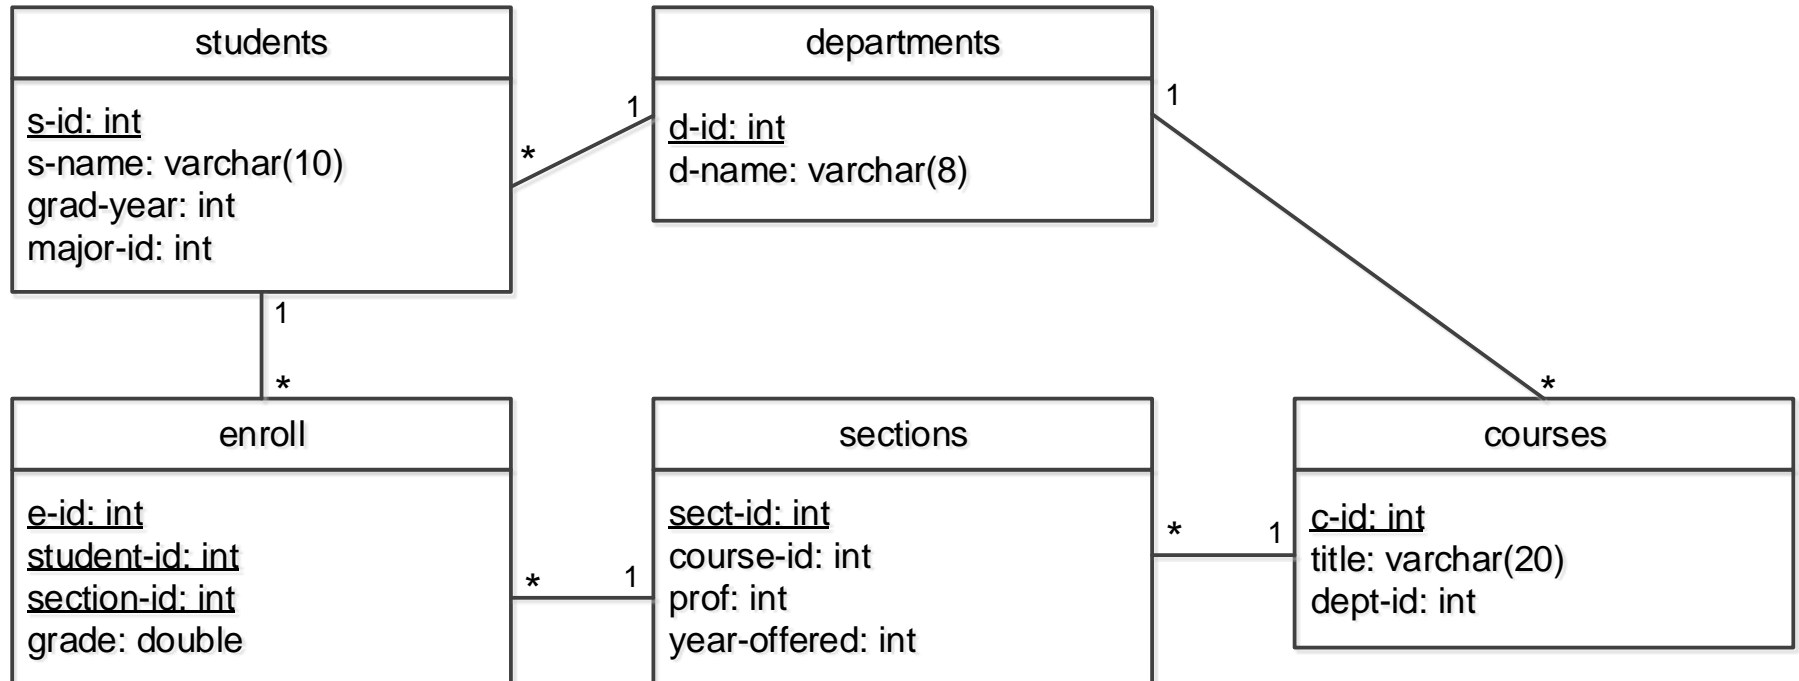 students
s-id: int
s-name: varchar(10)
grad-year: int
major-id: int
departments
d-id: int
d-name: varchar(8)
1
*
1
1
*
*
enroll
e-id: int
student-id: int
section-id: int
grade: double
*
1
sections
sect-id: int
course-id: int
prof: int
year-offered: int
*
1
courses
c-id: int
title: varchar(20)
dept-id: int